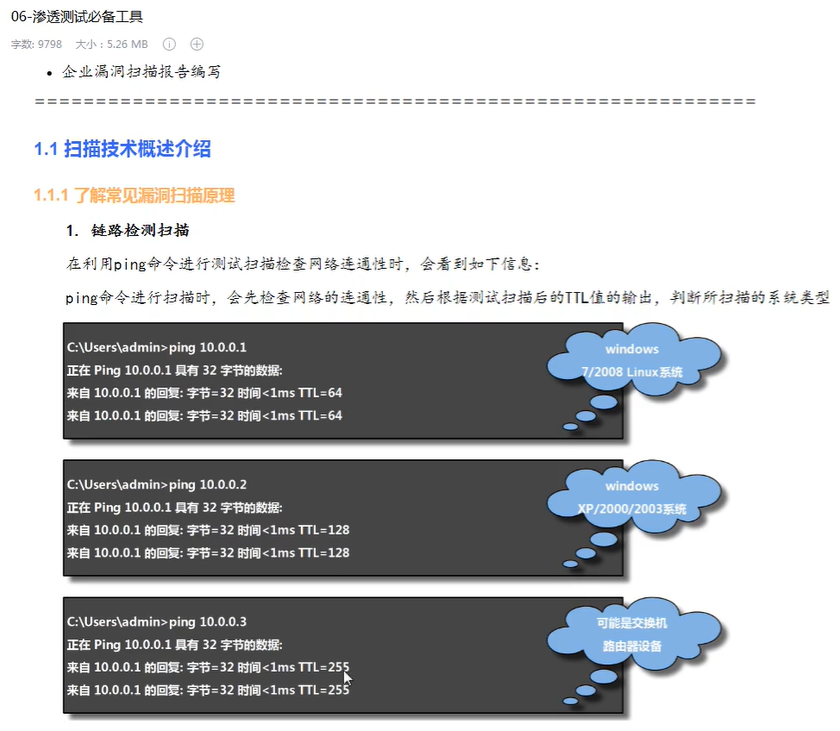 06-渗透测试必备工具
字数: 9798 大小：5.26 MB
• 企业漏洞扫描报告编写
============================================================
1.1 扫描技术概述介绍
1.1.1 了解常见漏洞扫描原理
1. 链路检测扫描
在利用ping命令进行测试扫描检查网络连通性时，会看到如下信息：
ping命令进行扫描时，会先检查网络的连通性，然后根据测试扫描后的TTL值的输出，判断所扫描的系统类型
C:\Users\admin>ping 10.0.0.1
正在 Ping 10.0.0.1 具有 32 字节的数据:
来自 10.0.0.1 的回复: 字节=32 时间<1ms TTL=64
来自 10.0.0.1 的回复: 字节=32 时间<1ms TTL=64
windows
7/2008 Linux系统
C:\Users\admin>ping 10.0.0.2
正在 Ping 10.0.0.1 具有 32 字节的数据:
来自 10.0.0.1 的回复: 字节=32 时间<1ms TTL=128
来自 10.0.0.1 的回复: 字节=32 时间<1ms TTL=128
windows
XP/2000/2003系统
C:\Users\admin>ping 10.0.0.3
正在 Ping 10.0.0.1 具有 32 字节的数据:
来自 10.0.0.1 的回复: 字节=32 时间<1ms TTL=255
来自 10.0.0.1 的回复: 字节=32 时间<1ms TTL=255
可能是交换机
路由器设备